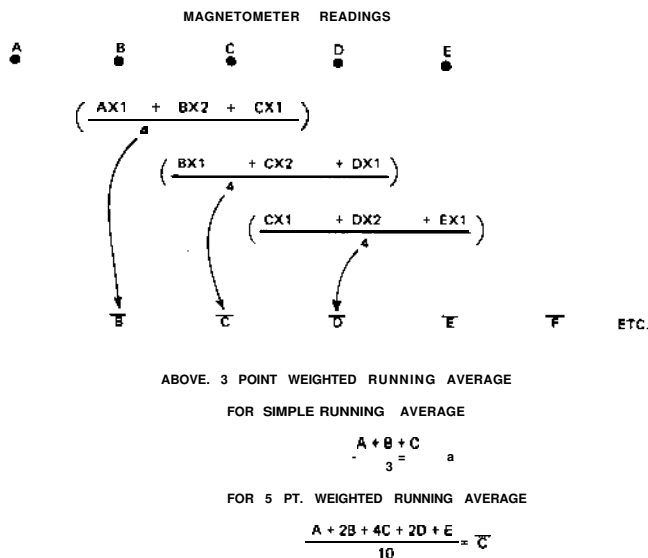 MAGNETOMETER READINGS
A B C D E
( AX1 + BX2 + CX1 )
4
( BX1 + CX2 + DX1 )
4
( CX1 + DX2 + EX1 )
4
B̅ C̅ D̅ E̅ F̅ ETC.
ABOVE. 3 POINT WEIGHTED RUNNING AVERAGE
FOR SIMPLE RUNNING AVERAGE
A + B + C
- 3 = a
FOR 5 PT. WEIGHTED RUNNING AVERAGE
A + 2B + 4C + 2D + E
10 = C̅